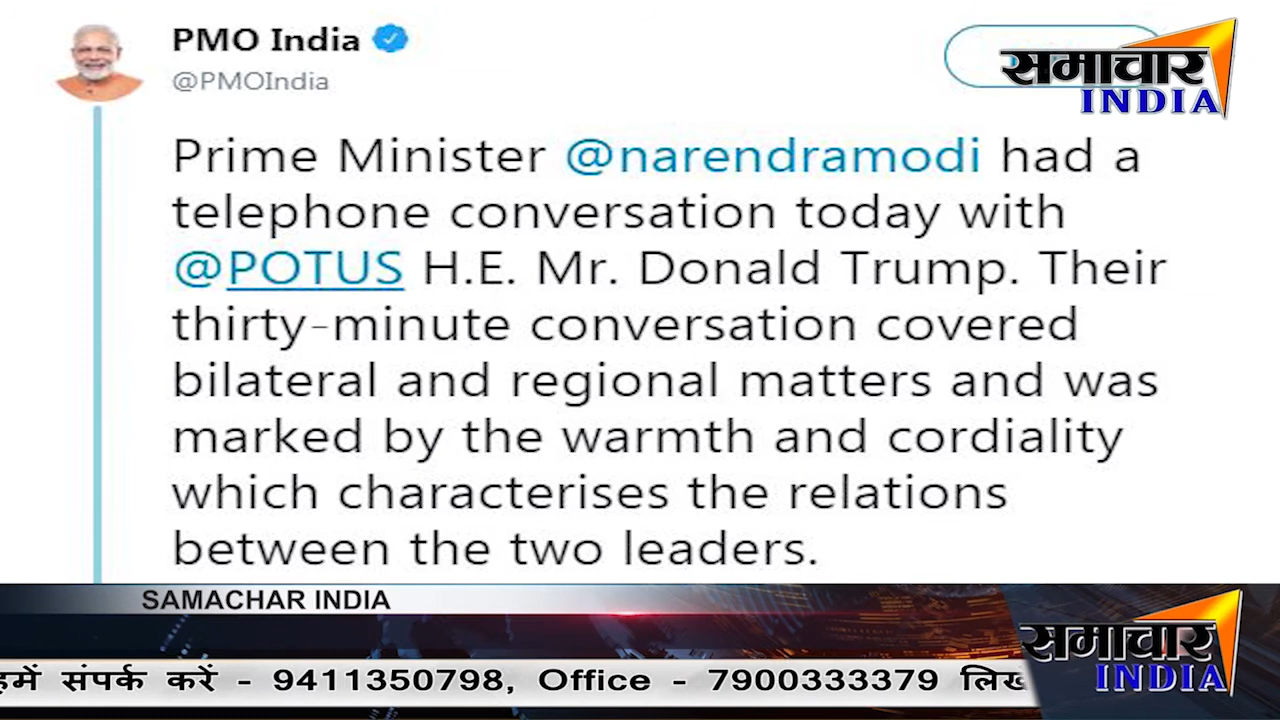 PMO India
@PMOIndia
समाचार
INDIA
Prime Minister @narendramodi had a
telephone conversation today with
@POTUS H.E. Mr. Donald Trump. Their
thirty-minute conversation covered
bilateral and regional matters and was
marked by the warmth and cordiality
which characterises the relations
between the two leaders.
SAMACHAR INDIA
समाचार
INDIA
हमें संपर्क करें - 9411350798, Office - 7900333379